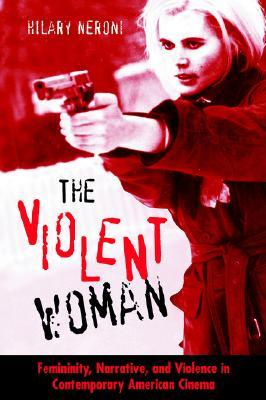 HILARY NERONI
THE
VIOLENT
WOMAN
Femininity, Narrative, and Violence in
Contemporary American Cinema